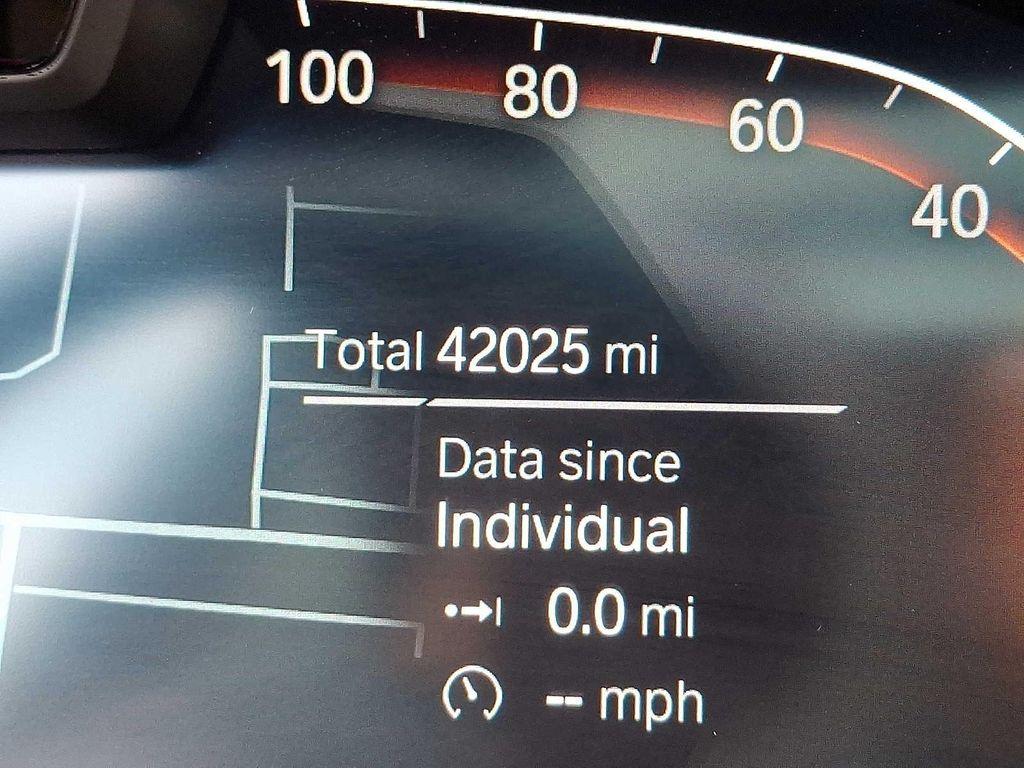 100 80 60 40
Total 42025 mi
Data since
Individual
0.0 mi
-- mph